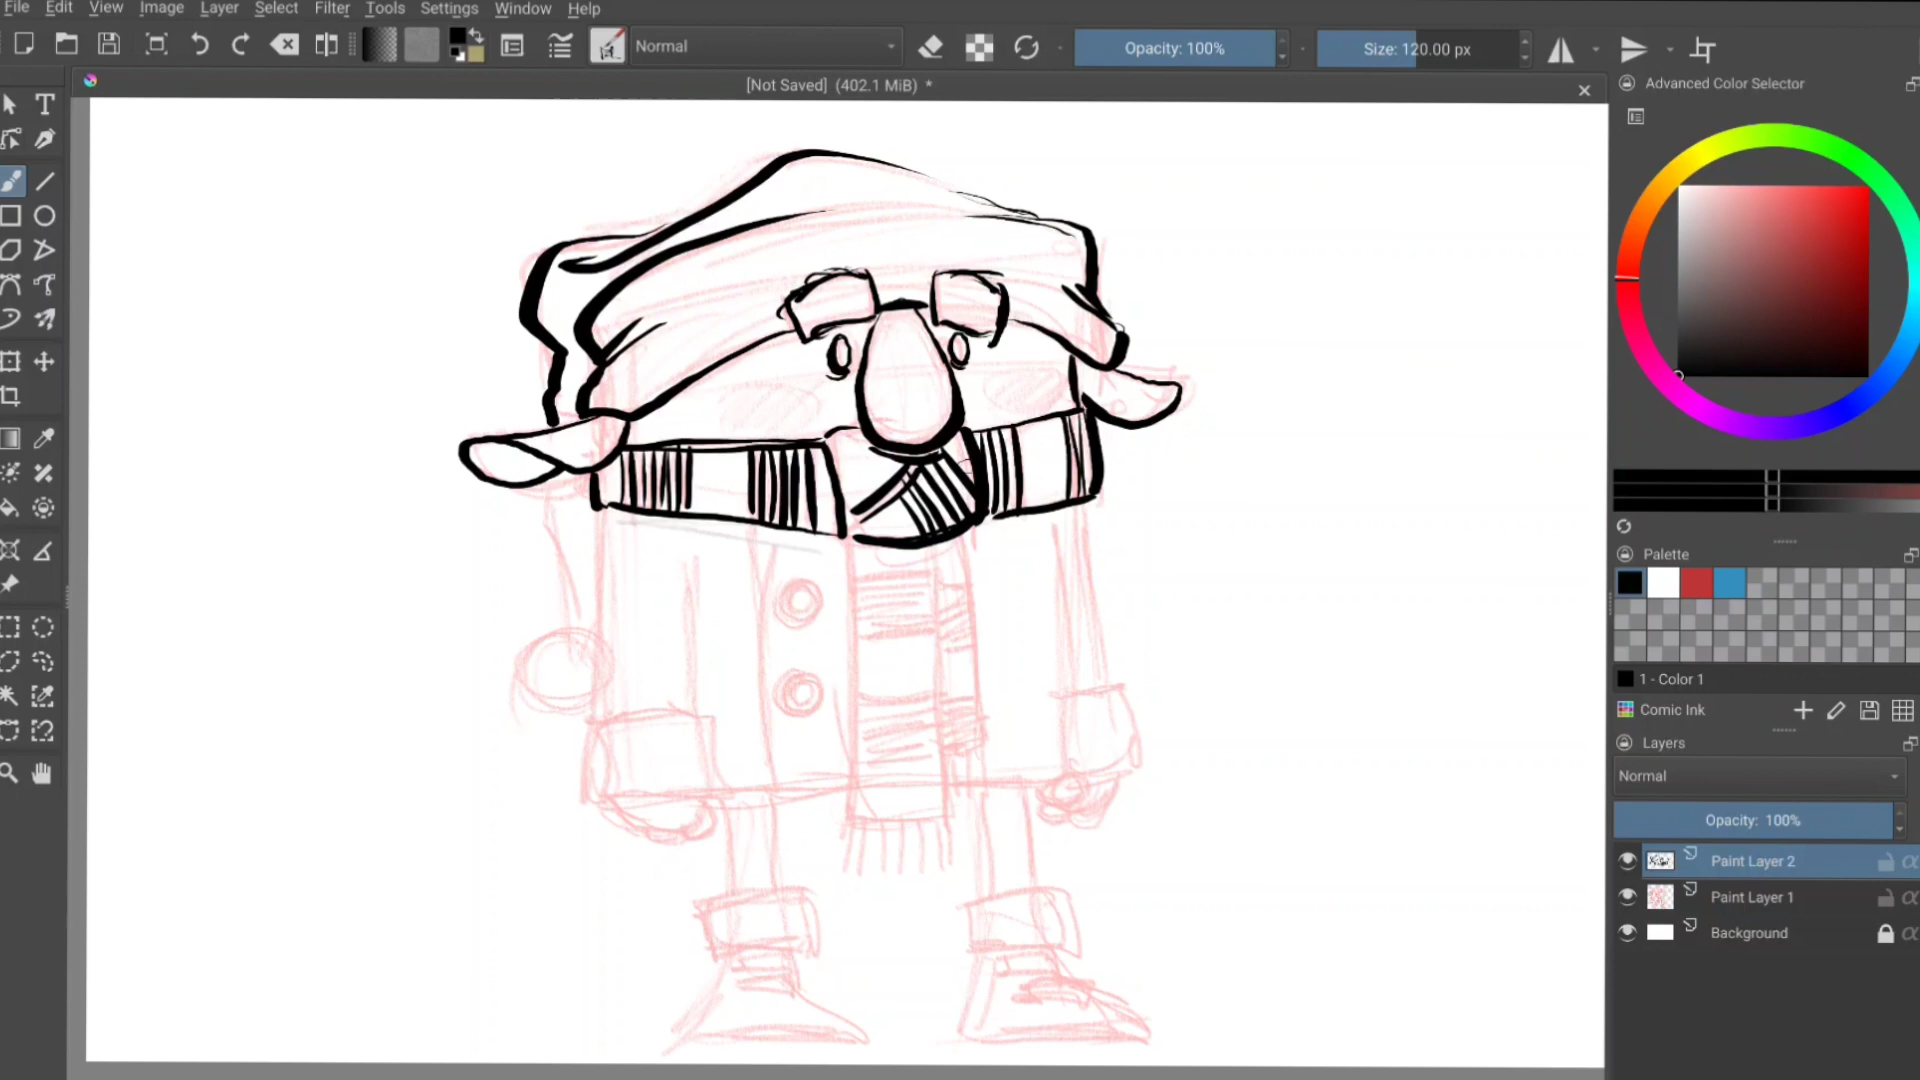 File Edit View Image Layer Select Filter Tools Settings Window Help
Normal Opacity: 100% Size: 120.00 px
[Not Saved] (402.1 MiB) *
Advanced Color Selector
Palette
1 - Color 1
Comic Ink
Layers
Normal
Opacity: 100%
Paint Layer 2
Paint Layer 1
Background